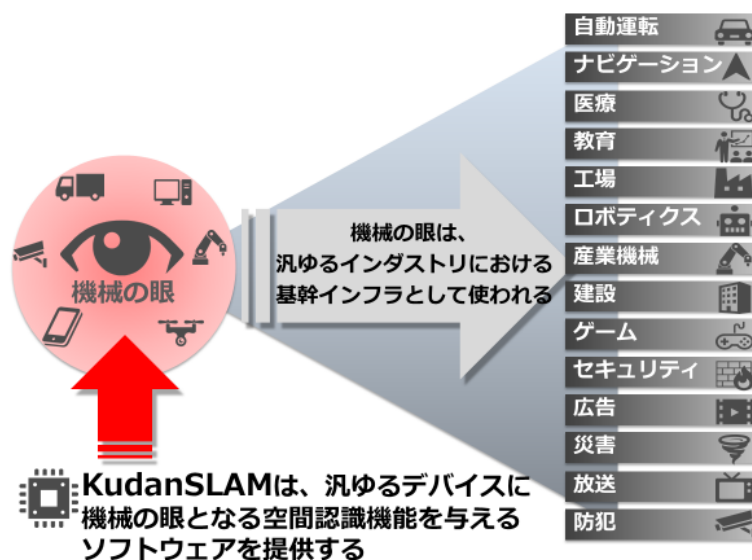 機械の眼
機械の眼は、
汎ゆるインダストリにおける
基幹インフラとして使われる
自動運転
ナビゲーション
医療
教育
工場
ロボティクス
産業機械
建設
ゲーム
セキュリティ
広告
災害
放送
防犯
KudanSLAMは、汎ゆるデバイスに
機械の眼となる空間認識機能を与える
ソフトウェアを提供する